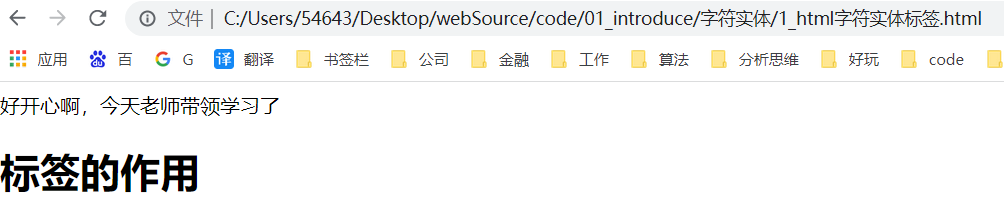 文件 | C:/Users/54643/Desktop/webSource/code/01_introduce/字符实体/1_html字符实体标签.html
应用 百 G 译 翻译 书签栏 公司 金融 工作 算法 分析思维 好玩 code
好开心啊，今天老师带领学习了
标签的作用